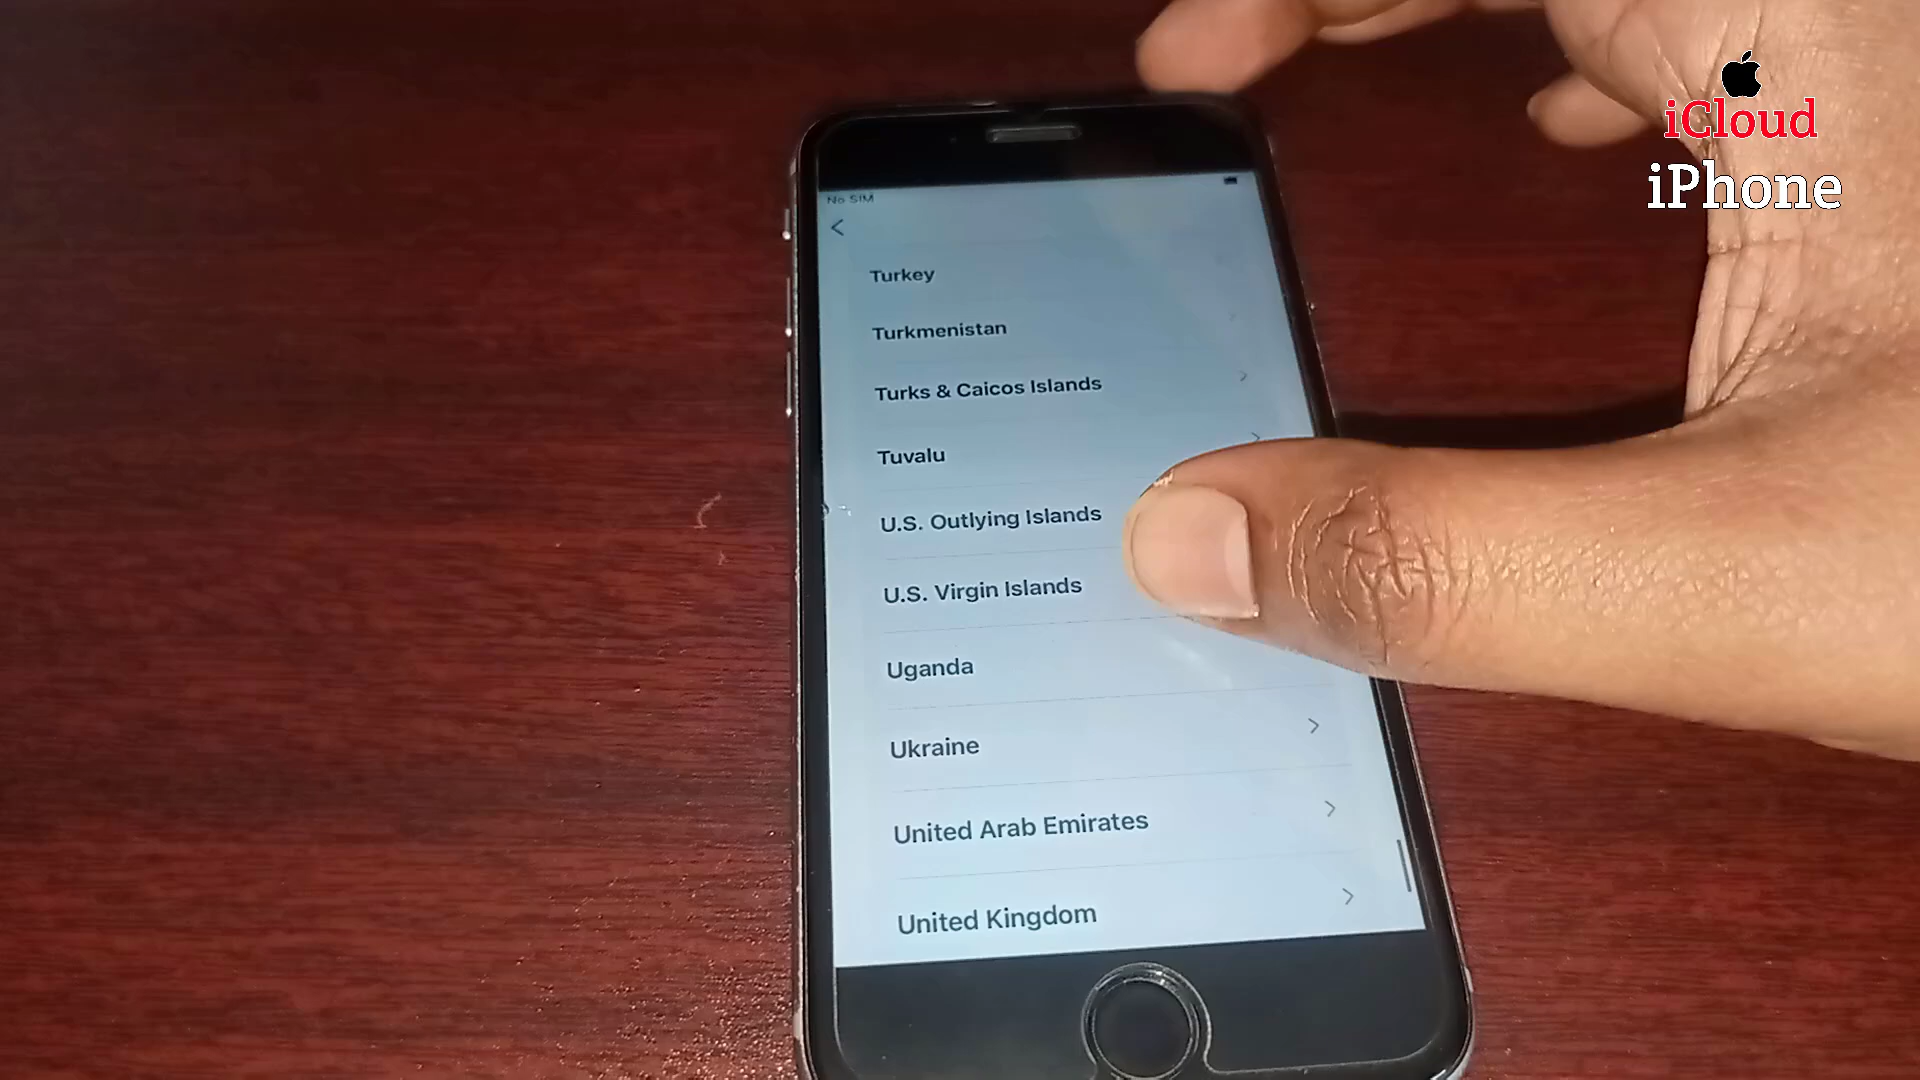 iCloud
iPhone
No SIM
Turkey
Turkmenistan
Turks & Caicos Islands
Tuvalu
U.S. Outlying Islands
U.S. Virgin Islands
Uganda
Ukraine
United Arab Emirates
United Kingdom